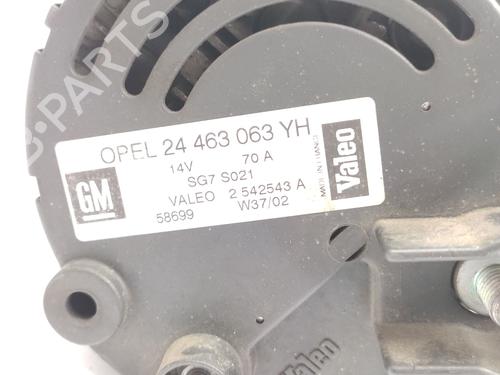 OPEL 24 463 063 YH
14V 70 A
SG7 S021
VALEO 2 542543 A
58699 W37/02
GM
MADE IN FRANCE
Valeo
Valeo
B-PARTS